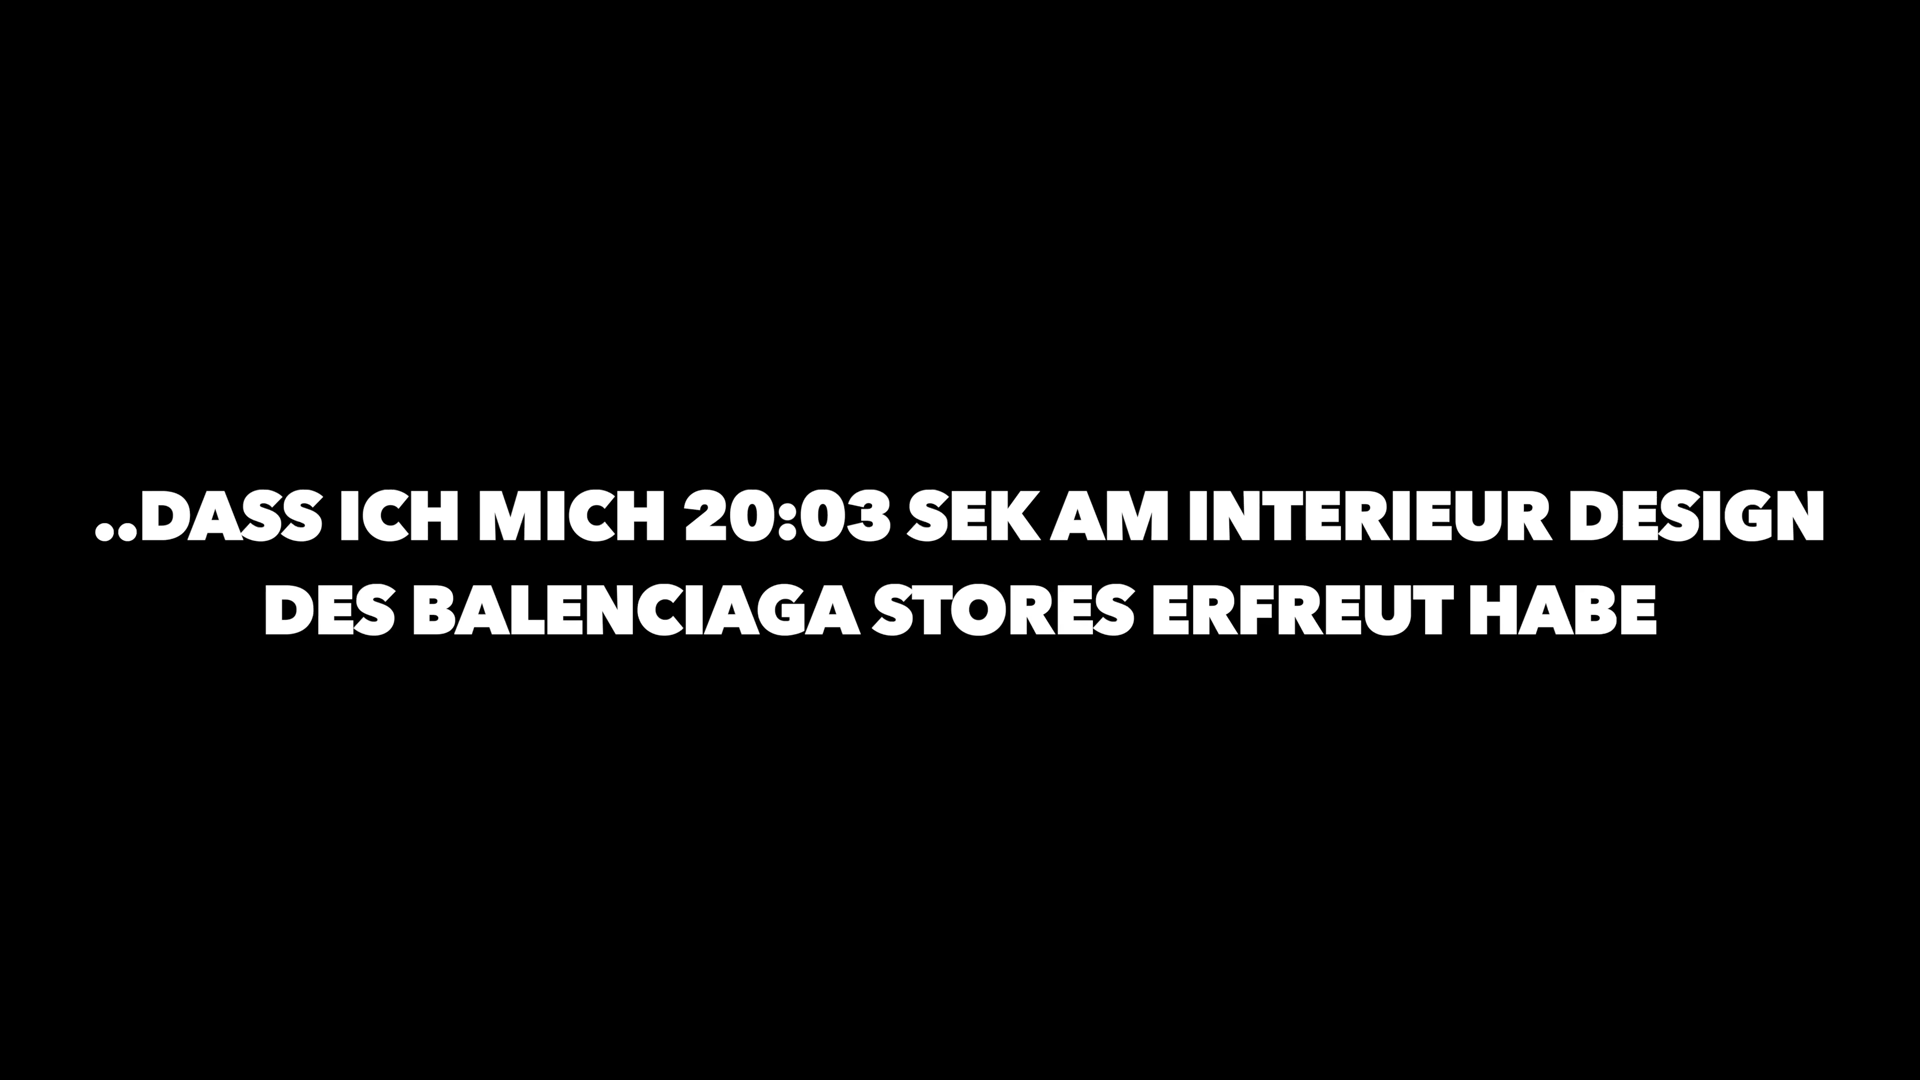 ..DASS ICH MICH 20:03 SEK AM INTERIEUR DESIGN
DES BALENCIAGA STORES ERFREUT HABE